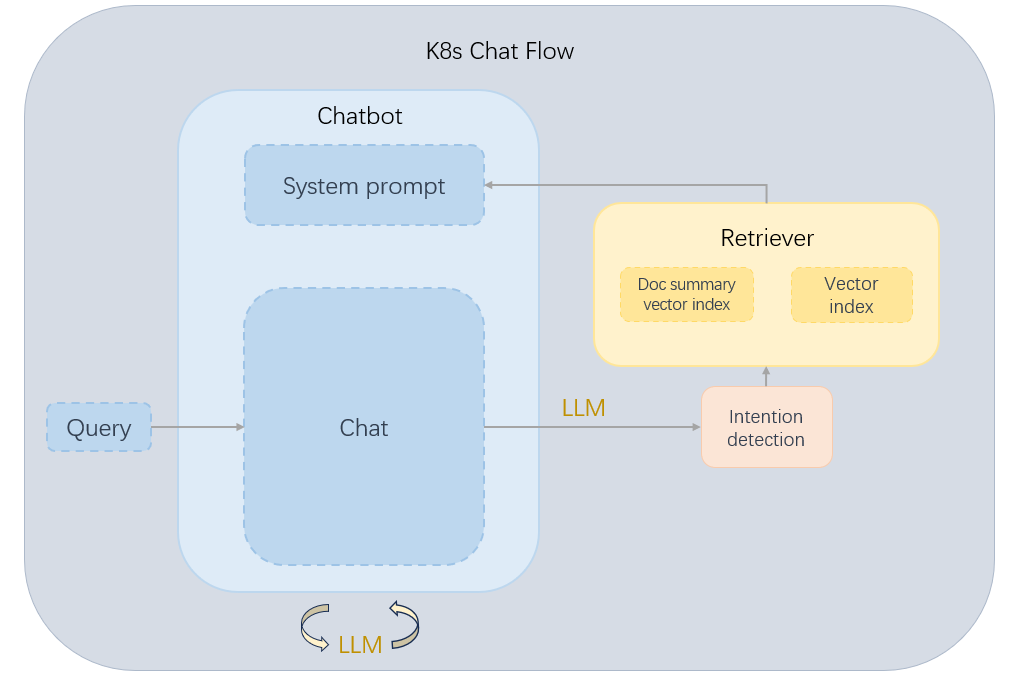 K8s Chat Flow
Chatbot
System prompt
Retriever
Doc summary
vector index
Vector
index
Query
Chat
LLM
Intention
detection
LLM